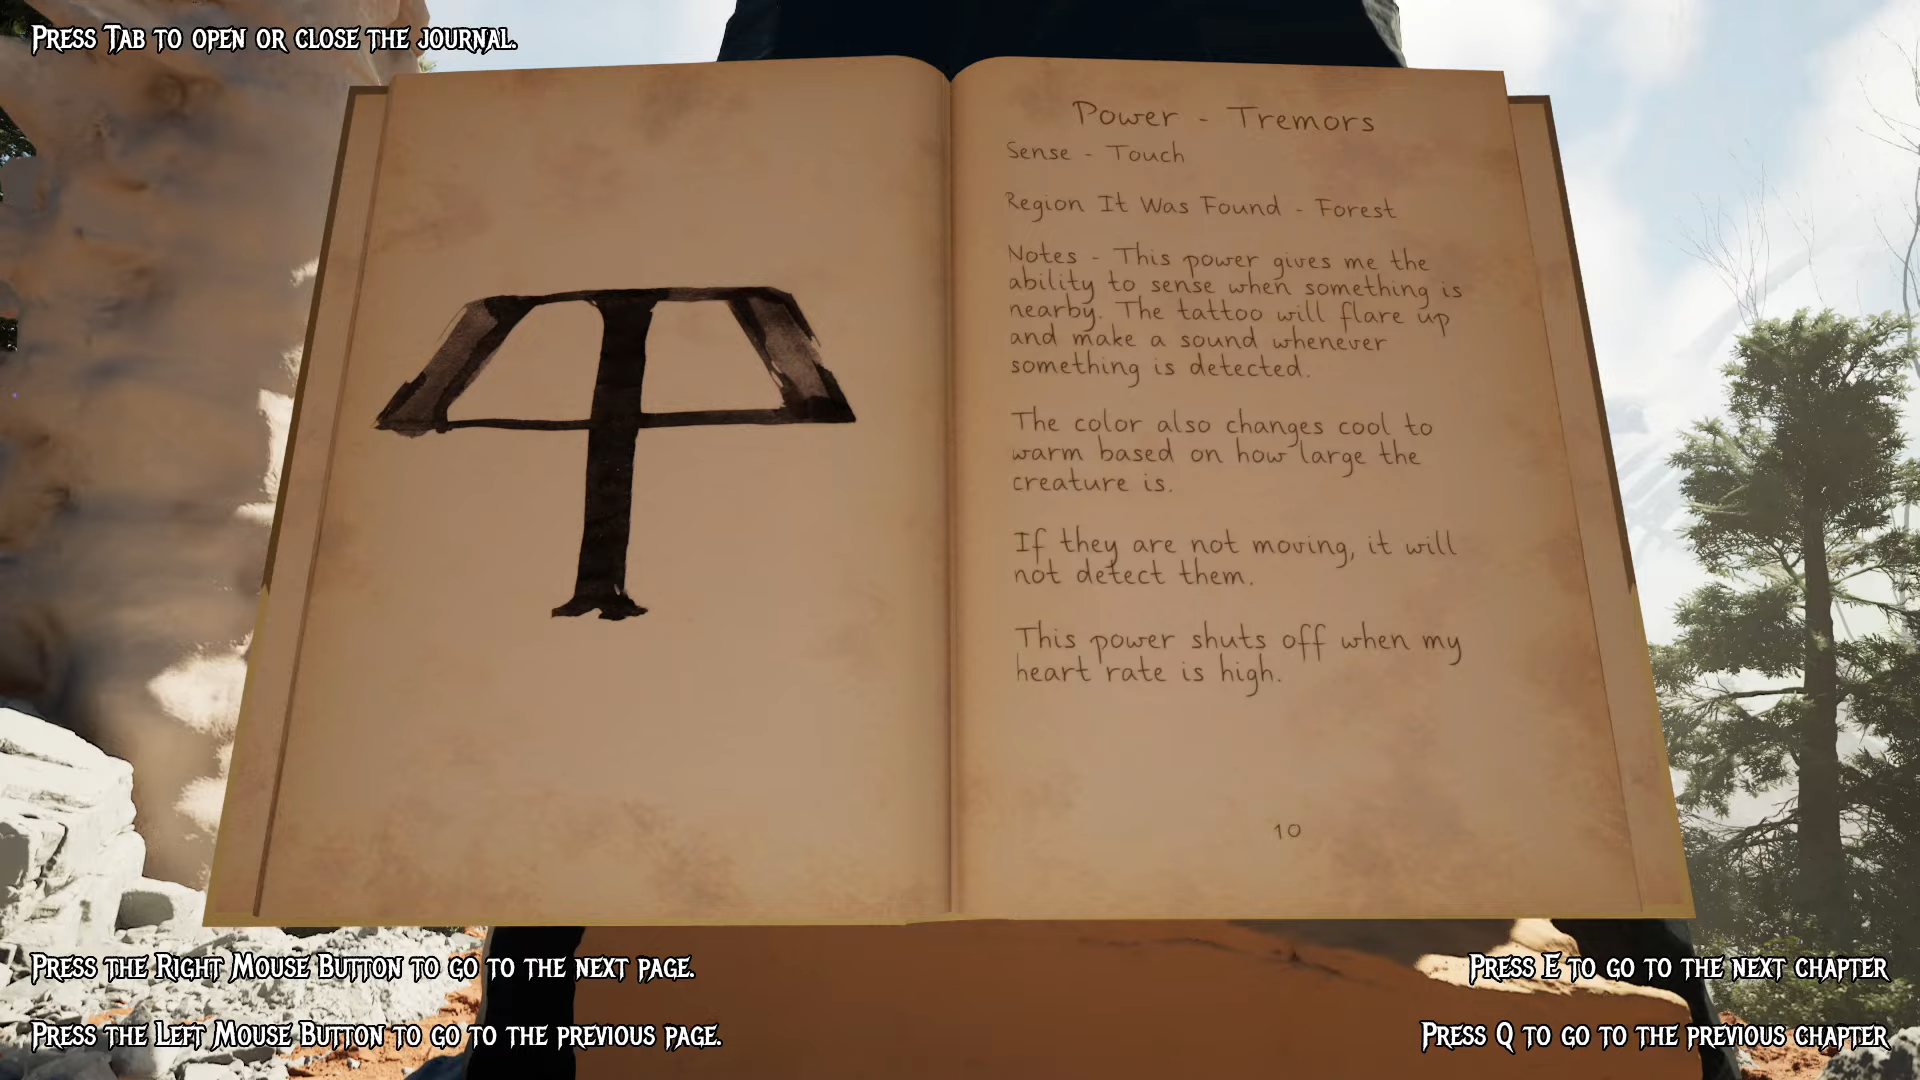 Press Tab to open or close the journal.
Power - Tremors
Sense - Touch
Region It Was Found - Forest
Notes - This power gives me the
ability to sense when something is
nearby. The tattoo will flare up
and make a sound whenever
something is detected.
The color also changes cool to
warm based on how large the
creature is.
If they are not moving, it will
not detect them.
This power shuts off when my
heart rate is high.
10
Press the Right Mouse Button to go to the next page.
Press the Left Mouse Button to go to the previous page.
Press E to go to the next chapter
Press Q to go to the previous chapter